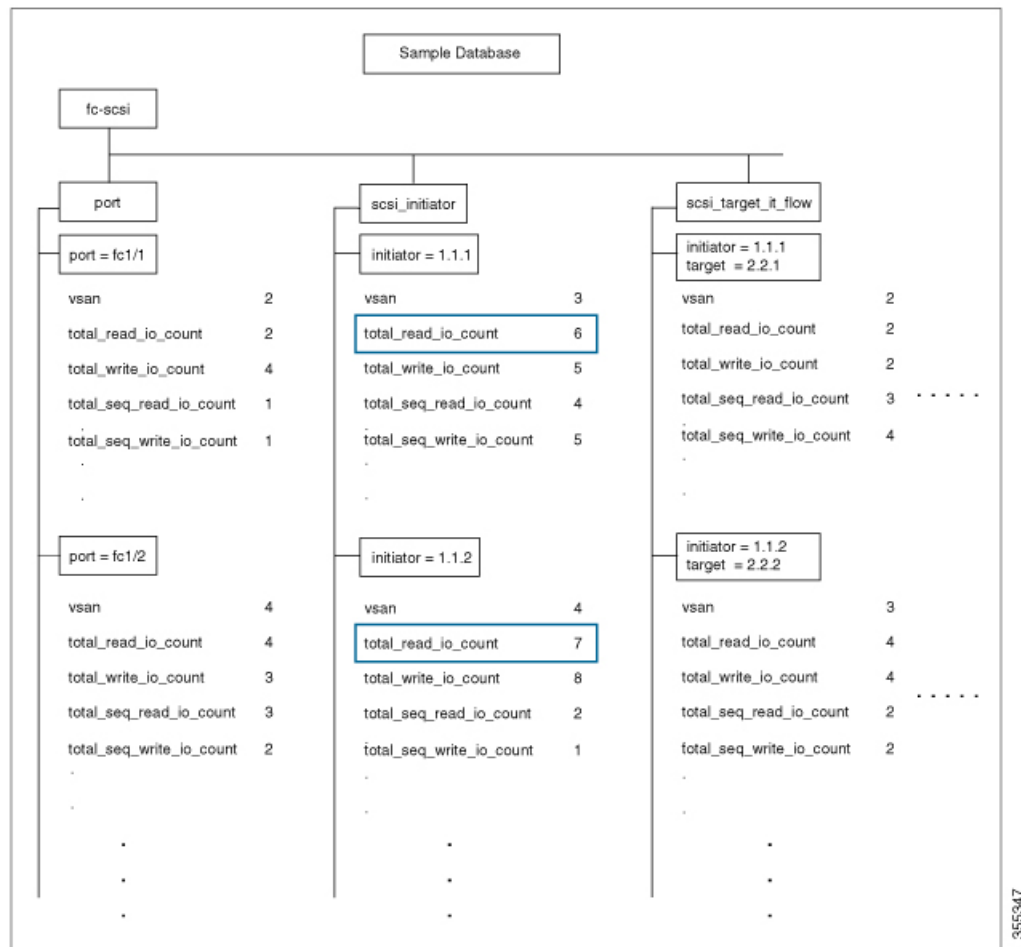 Sample Database
fc-scsi
port
port = fc1/1
vsan 2
total_read_io_count 2
total_write_io_count 4
total_seq_read_io_count 1
total_seq_write_io_count 1
port = fc1/2
vsan 4
total_read_io_count 4
total_write_io_count 3
total_seq_read_io_count 3
total_seq_write_io_count 2
scsi_initiator
initiator = 1.1.1
vsan 3
total_read_io_count 6
total_write_io_count 5
total_seq_read_io_count 4
total_seq_write_io_count 5
initiator = 1.1.2
vsan 4
total_read_io_count 7
total_write_io_count 8
total_seq_read_io_count 2
total_seq_write_io_count 1
scsi_target_it_flow
initiator = 1.1.1
target = 2.2.1
vsan 2
total_read_io_count 2
total_write_io_count 2
total_seq_read_io_count 3
total_seq_write_io_count 4
initiator = 1.1.2
target = 2.2.2
vsan 3
total_read_io_count 4
total_write_io_count 4
total_seq_read_io_count 2
total_seq_write_io_count 2
355347